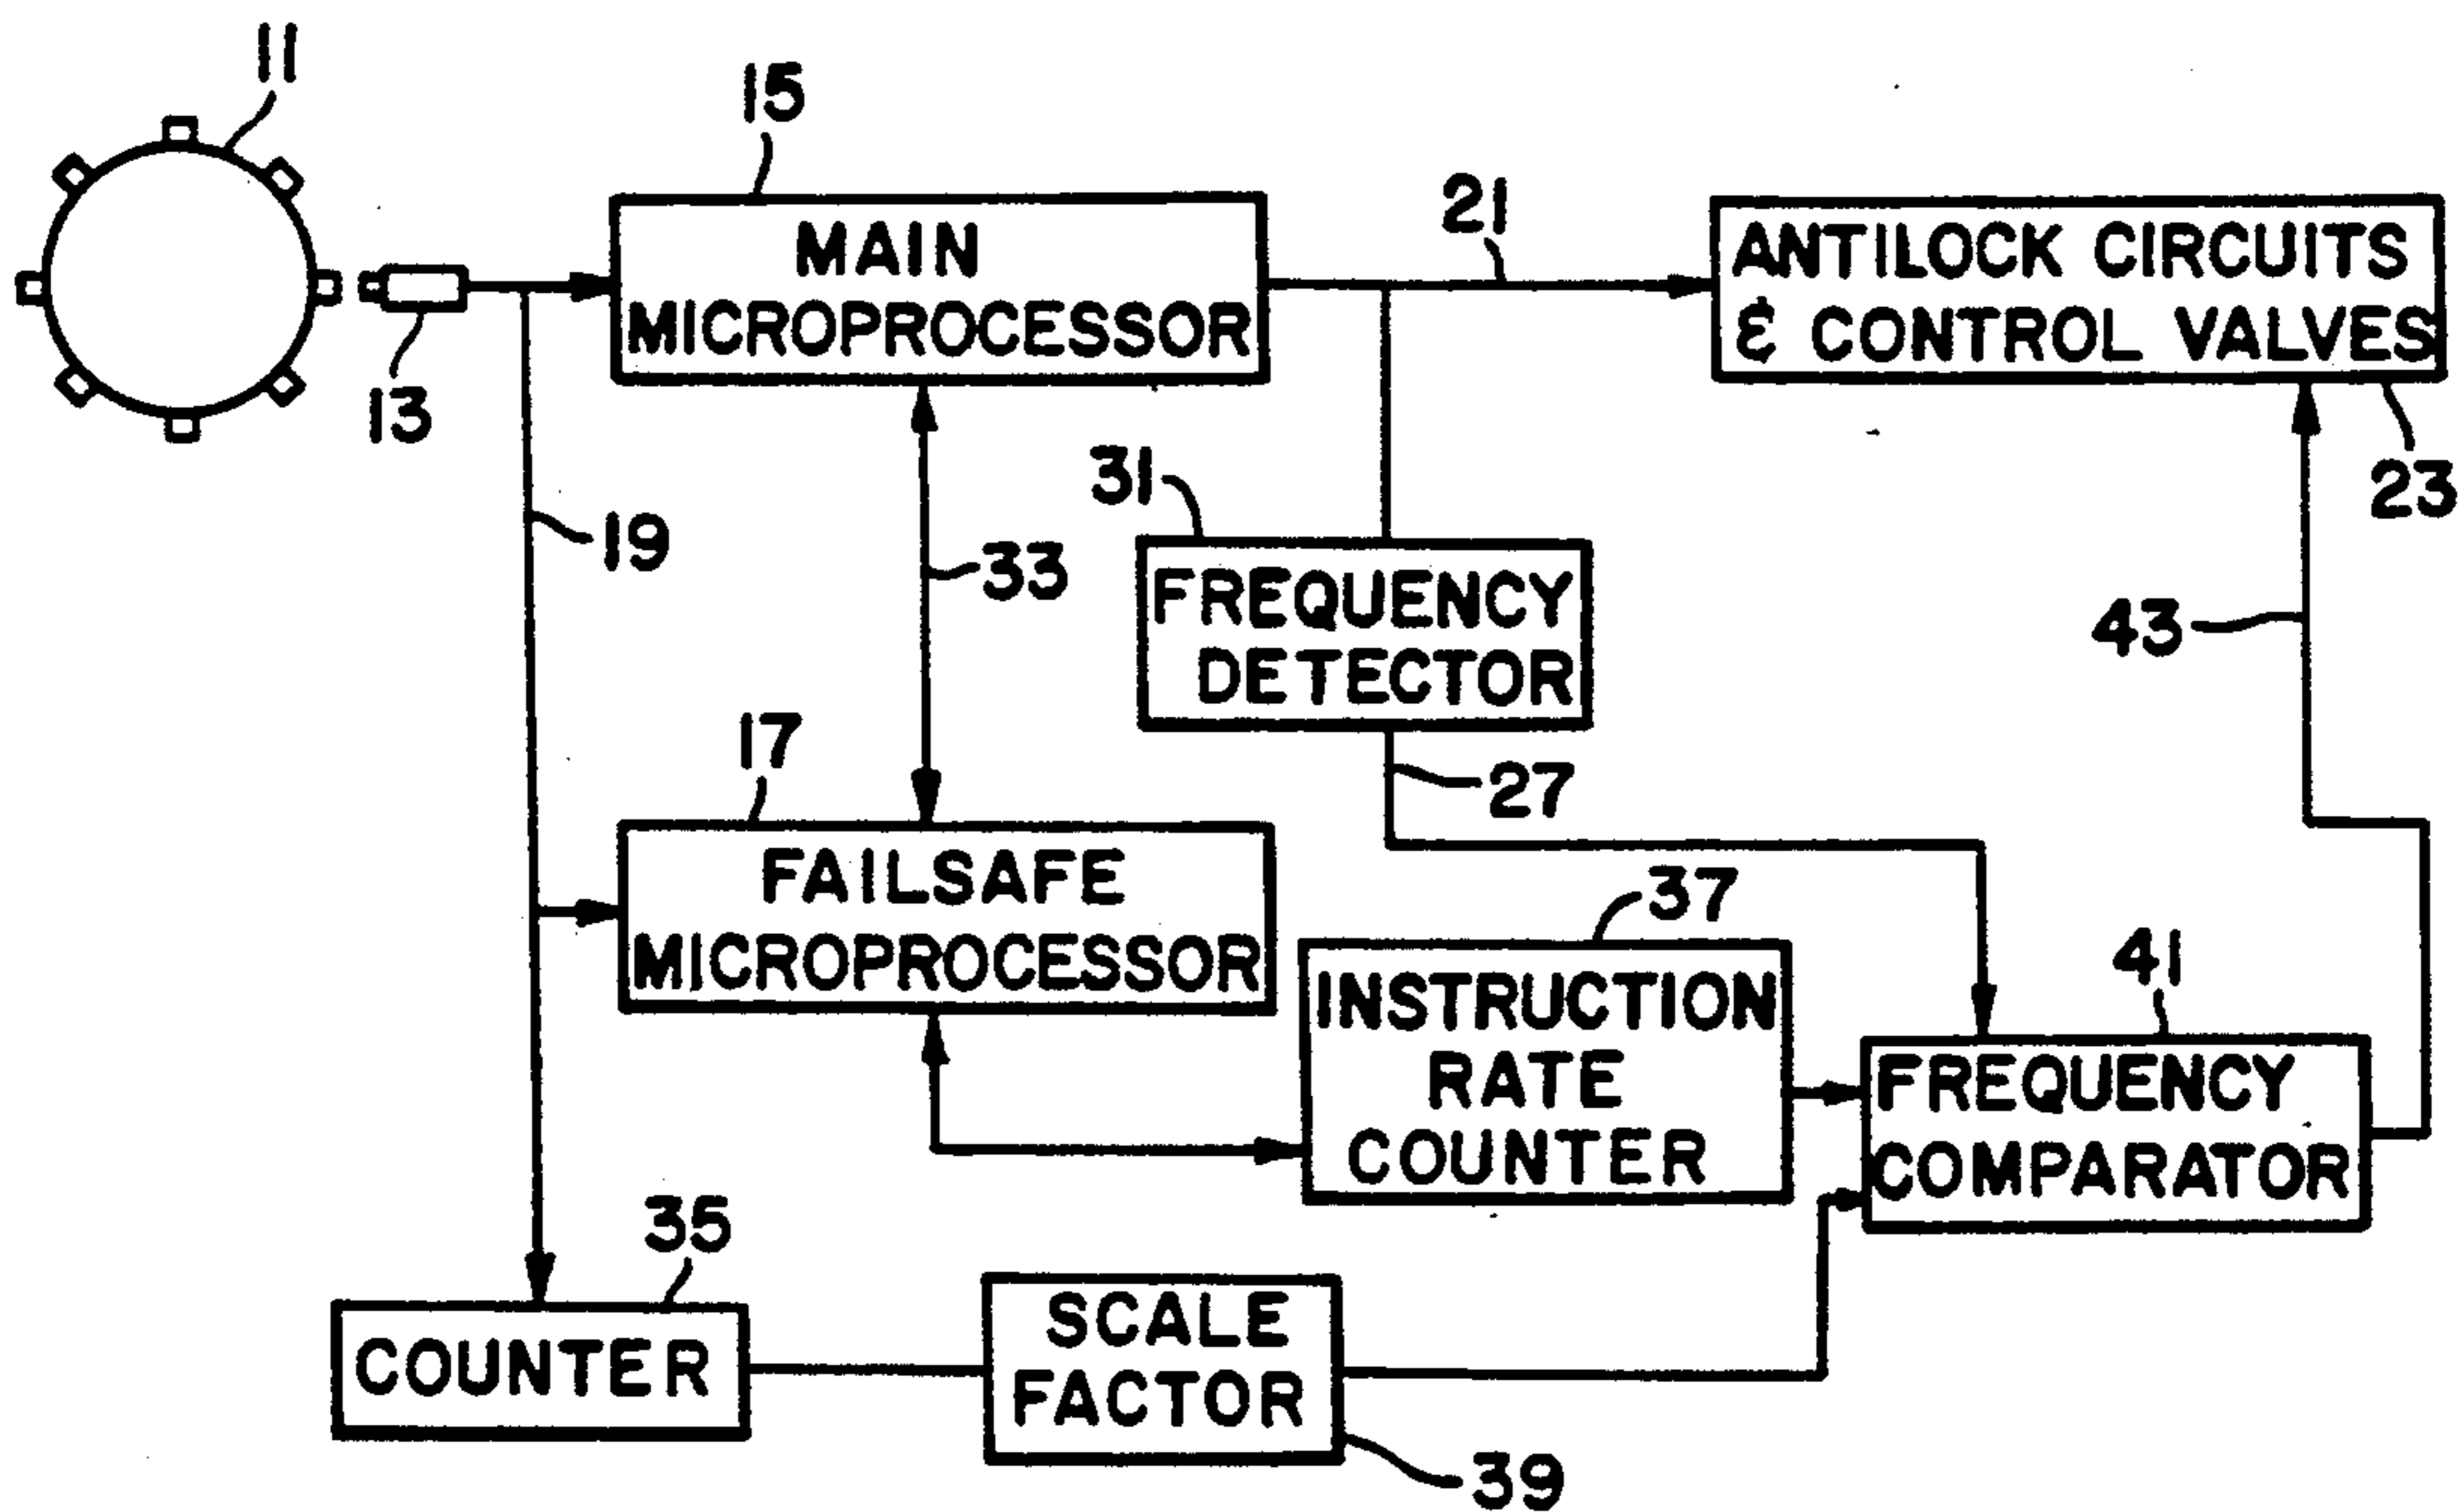 11
15
MAIN
MICROPROCESSOR
21
ANTILOCK CIRCUITS
& CONTROL VALVES
13
23
31
19
33
FREQUENCY
DETECTOR
43
17
27
FAILSAFE
MICROPROCESSOR
37
INSTRUCTION
RATE
COUNTER
41
FREQUENCY
COMPARATOR
35
COUNTER
SCALE
FACTOR
39